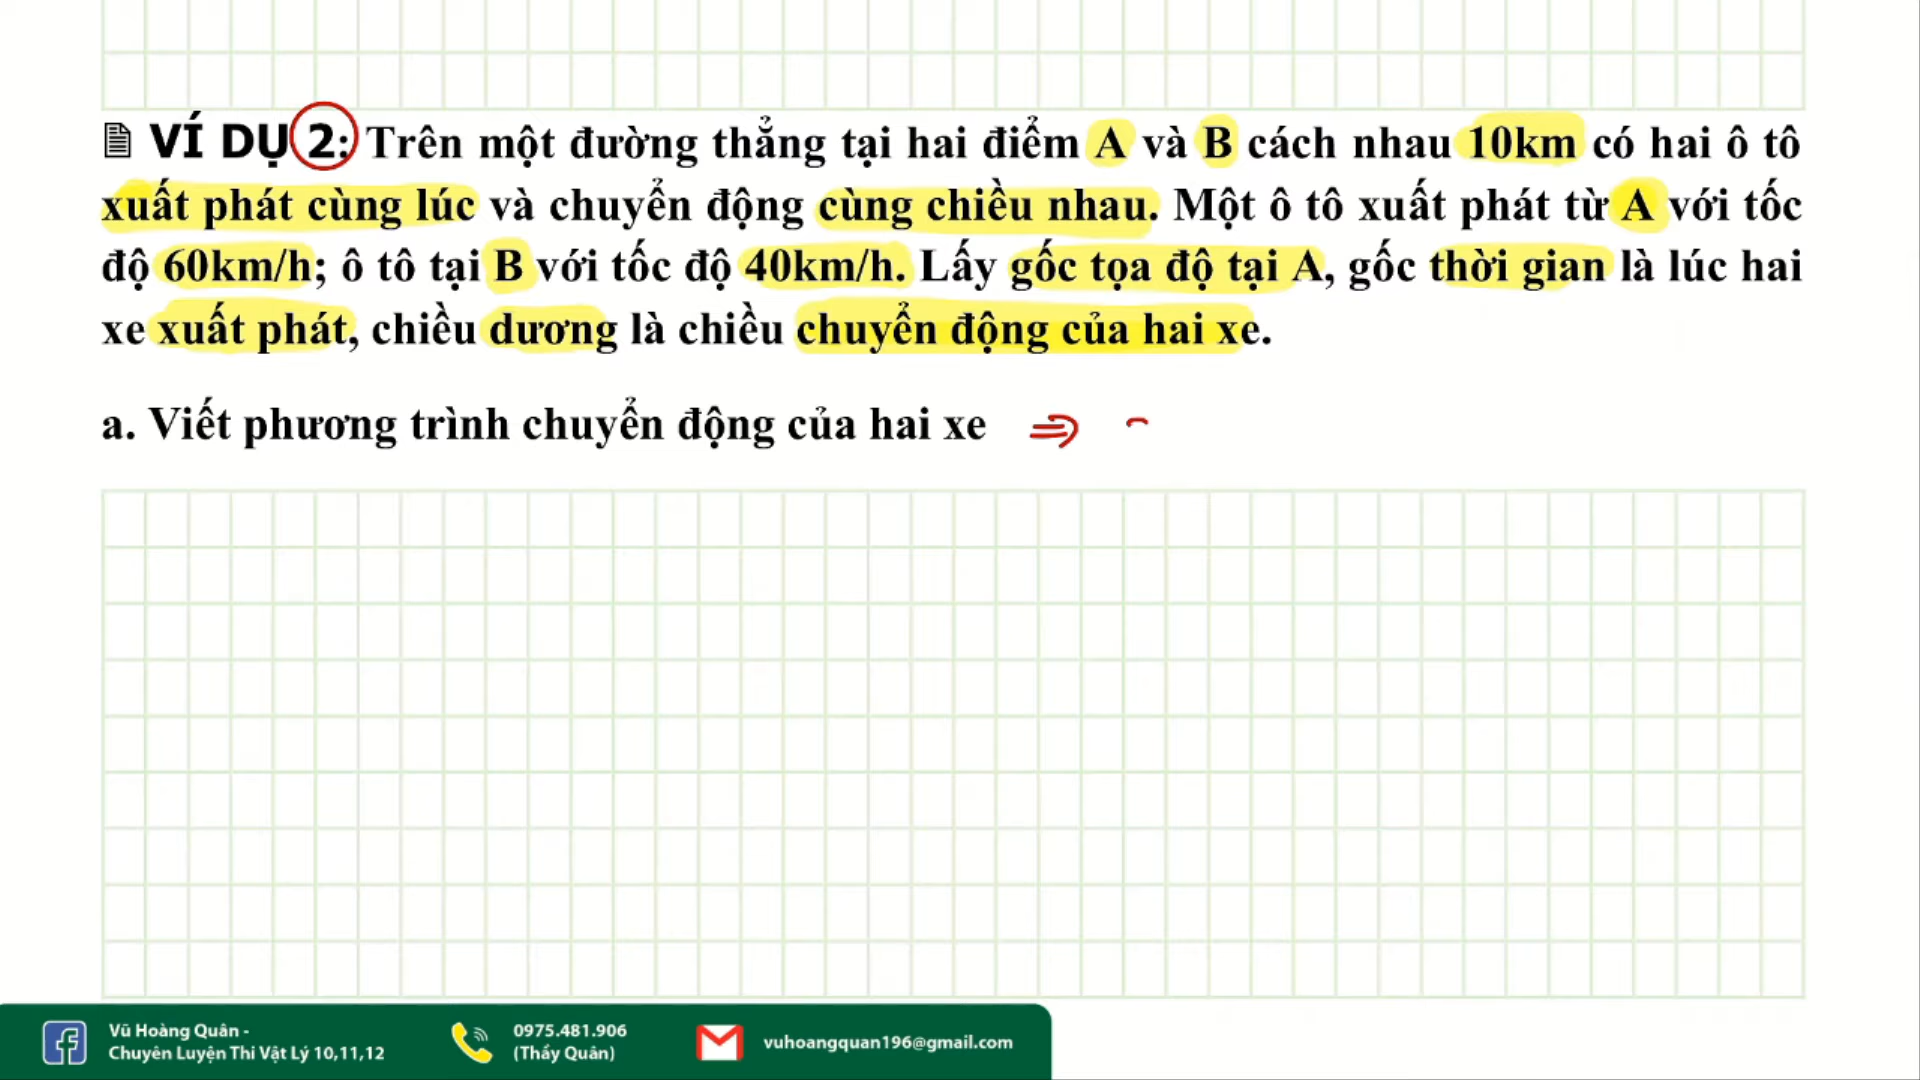 VÍ DỤ 2: Trên một đường thẳng tại hai điểm A và B cách nhau 10km có hai ô tô
xuất phát cùng lúc và chuyển động cùng chiều nhau. Một ô tô xuất phát từ A với tốc
độ 60km/h; ô tô tại B với tốc độ 40km/h. Lấy gốc tọa độ tại A, gốc thời gian là lúc hai
xe xuất phát, chiều dương là chiều chuyển động của hai xe.
a. Viết phương trình chuyển động của hai xe ⇒
Vũ Hoàng Quân -
Chuyên Luyện Thi Vật Lý 10,11,12
0975.481.906
(Thầy Quân)
vuhoangquan196@gmail.com